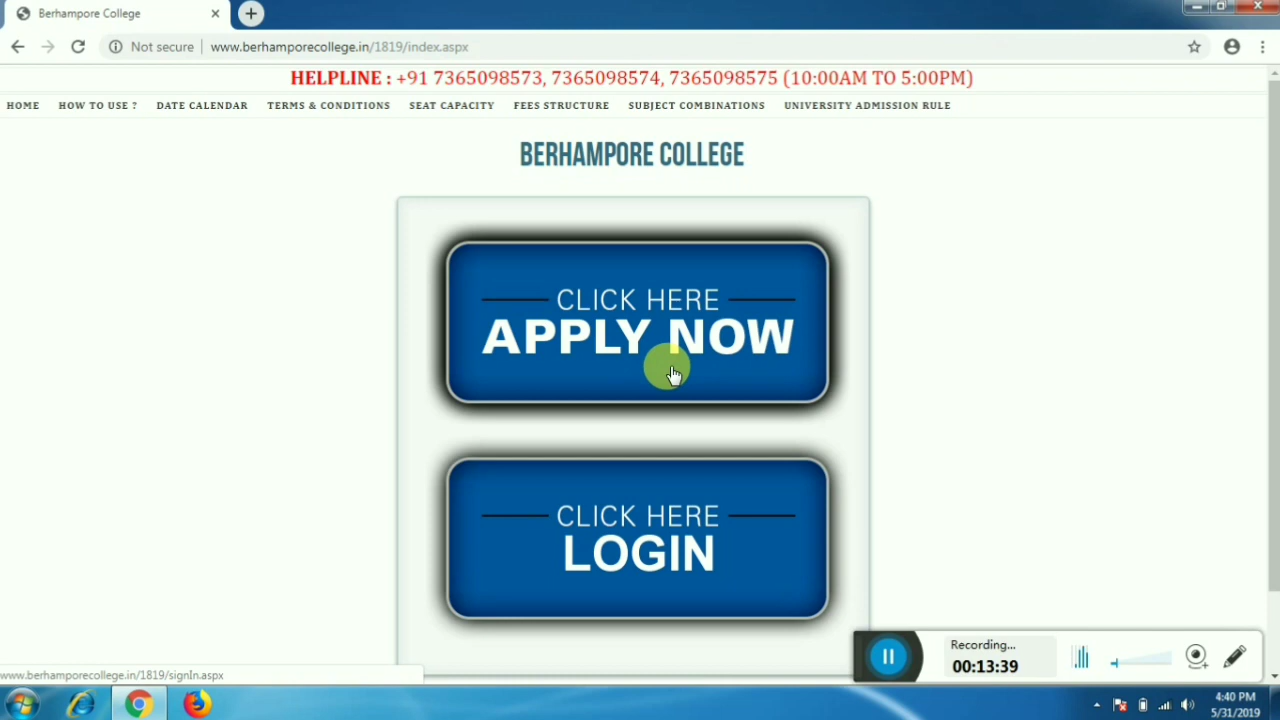 Berhampore College
Not secure www.berhamporecollege.in/1819/index.aspx
HELPLINE : +91 7365098573, 7365098574, 7365098575 (10:00AM TO 5:00PM)
HOME HOW TO USE ? DATE CALENDAR TERMS & CONDITIONS SEAT CAPACITY FEES STRUCTURE SUBJECT COMBINATIONS UNIVERSITY ADMISSION RULE
BERHAMPORE COLLEGE
CLICK HERE
APPLY NOW
CLICK HERE
LOGIN
Recording...
00:13:39
www.berhamporecollege.in/1819/signIn.aspx
4:40 PM
5/31/2019